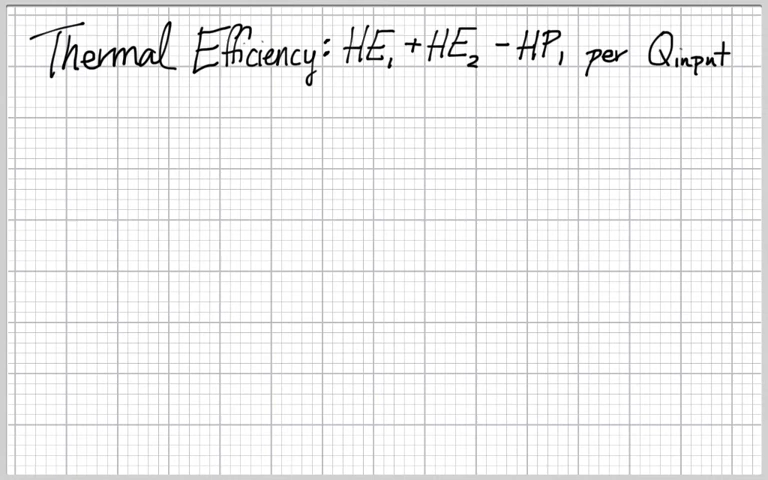 Thermal Efficiency: HE₁ + HE₂ - HP₁ per Qinput